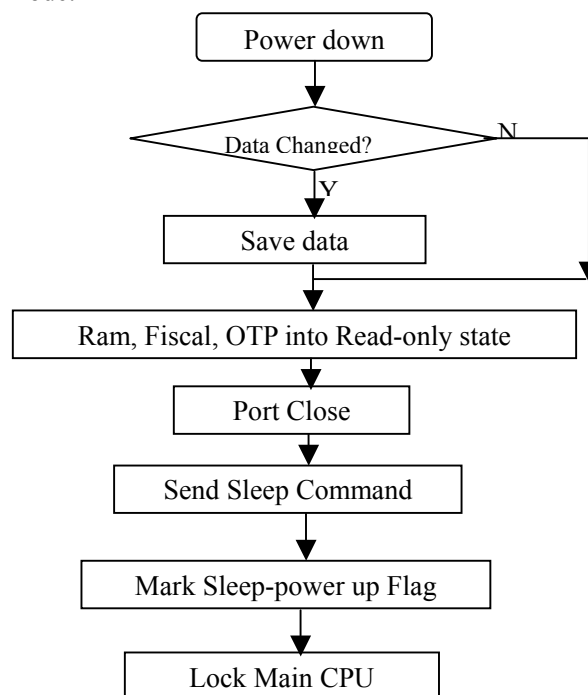 Power down
Data Changed?
N
Y
Save data
Ram, Fiscal, OTP into Read-only state
Port Close
Send Sleep Command
Mark Sleep-power up Flag
Lock Main CPU